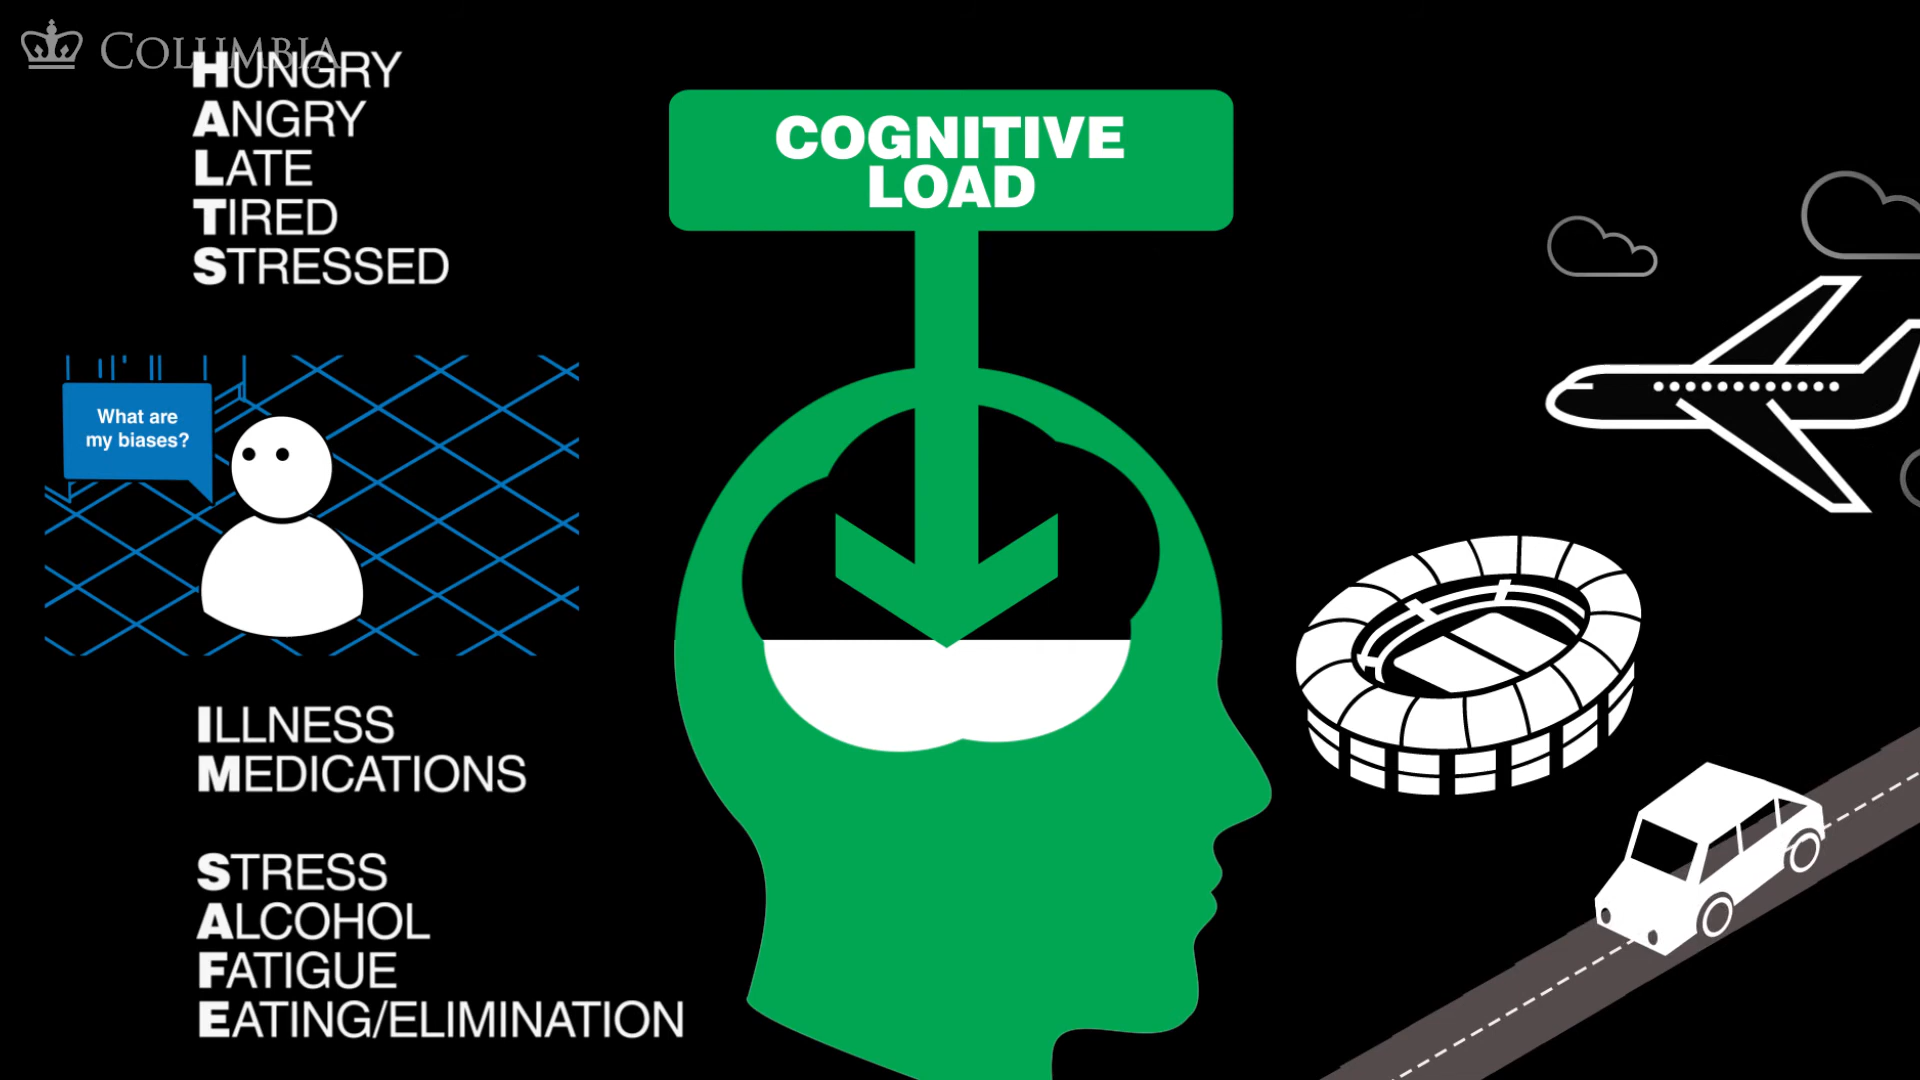 COLUMBIA
HUNGRY
ANGRY
LATE
TIRED
STRESSED
COGNITIVE
LOAD
What are
my biases?
ILLNESS
MEDICATIONS
STRESS
ALCOHOL
FATIGUE
EATING/ELIMINATION